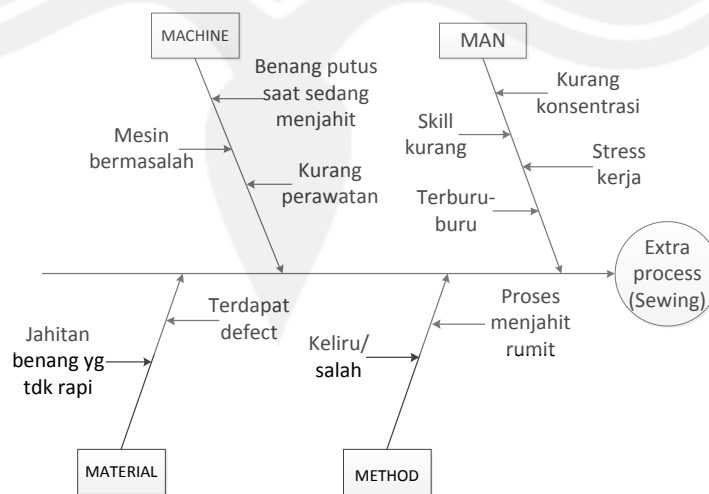 MACHINE
MAN
Benang putus
saat sedang
menjahit
Mesin
bermasalah
Kurang
perawatan
Kurang
konsentrasi
Skill
kurang
Stress
kerja
Terburu-
buru
Extra
process
(Sewing)
Terdapat
defect
Jahitan
benang yg
tdk rapi
Proses
menjahit
rumit
Keliru/
salah
MATERIAL
METHOD